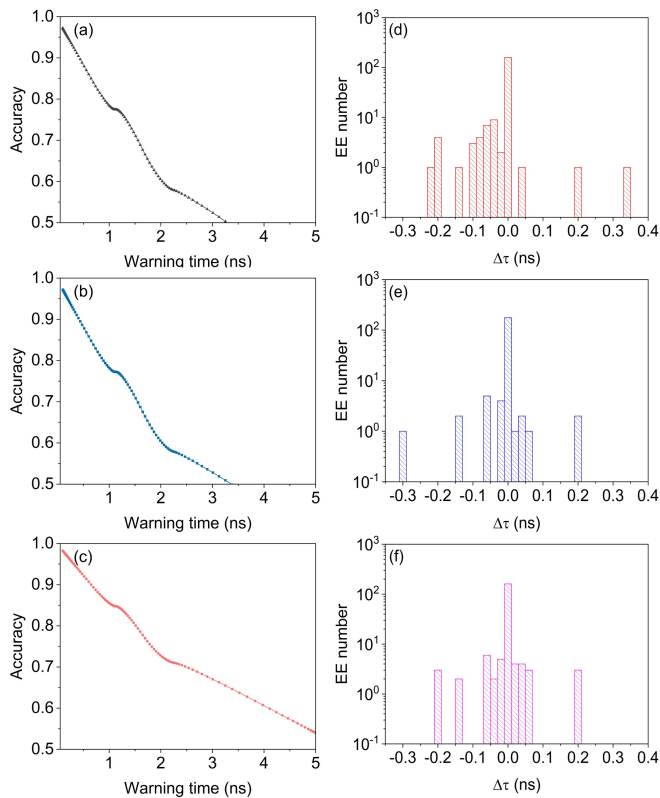 (a)
1.0
0.9
0.8
0.7
0.6
0.5
Accuracy
1 2 3 4 5
Warning time (ns)
(d)
10³
10²
10¹
10⁰
10⁻¹
EE number
-0.3 -0.2 -0.1 0.0 0.1 0.2 0.3 0.4
Δτ (ns)
(b)
1.0
0.9
0.8
0.7
0.6
0.5
Accuracy
1 2 3 4 5
Warning time (ns)
(e)
10³
10²
10¹
10⁰
10⁻¹
EE number
-0.3 -0.2 -0.1 0.0 0.1 0.2 0.3 0.4
Δτ (ns)
(c)
1.0
0.9
0.8
0.7
0.6
0.5
Accuracy
1 2 3 4 5
Warning time (ns)
(f)
10³
10²
10¹
10⁰
10⁻¹
EE number
-0.3 -0.2 -0.1 0.0 0.1 0.2 0.3 0.4
Δτ (ns)